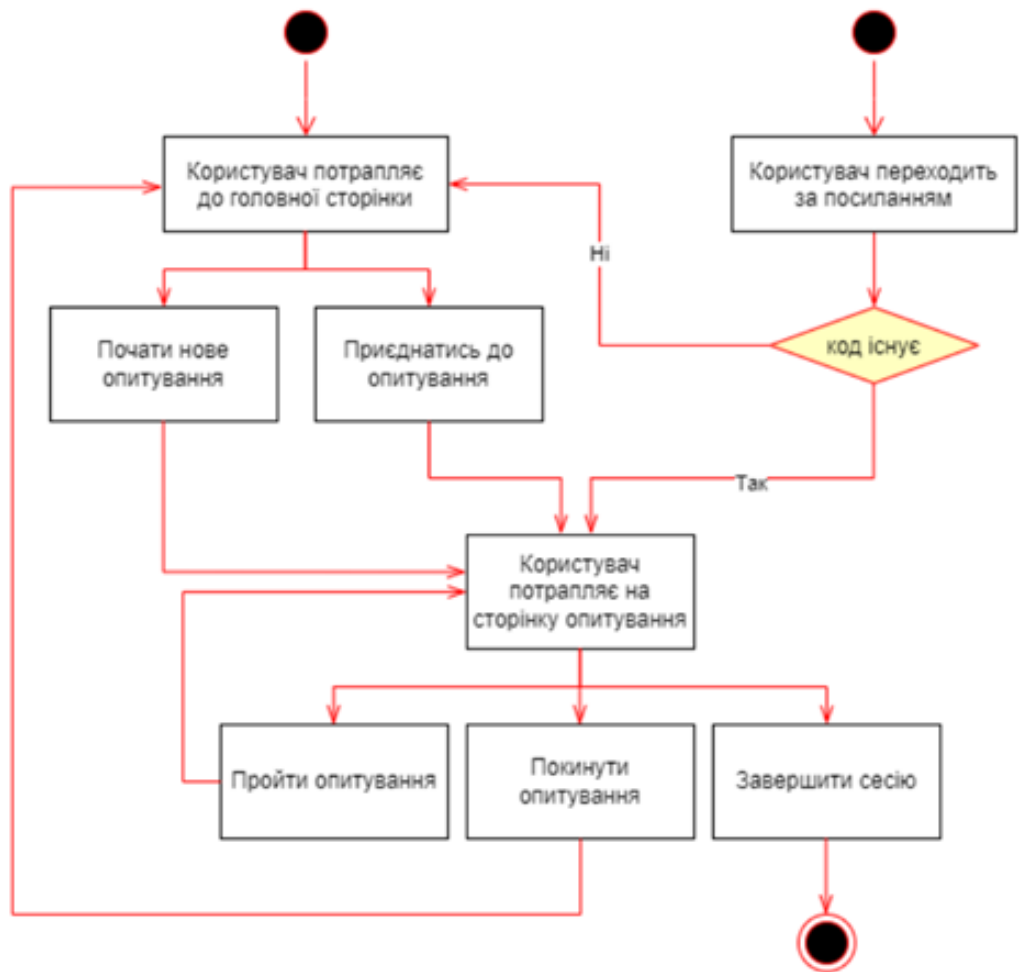 Користувач потрапляє
до головної сторінки
Користувач переходить
за посиланням
Ні
Почати нове
опитування
Приєднатись до
опитування
код існує
Так
Користувач
потрапляє на
сторінку опитування
Пройти опитування
Покинути
опитування
Завершити сесію